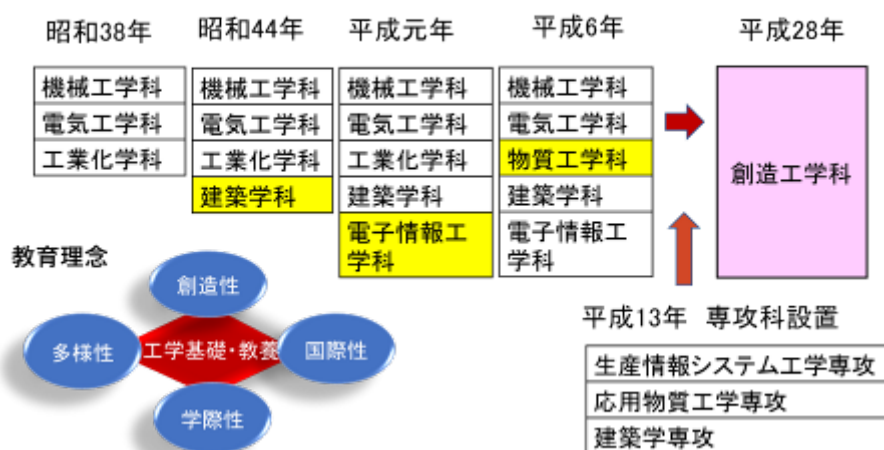 昭和38年
機械工学科
電気工学科
工業化学科
昭和44年
機械工学科
電気工学科
工業化学科
建築学科
平成元年
機械工学科
電気工学科
工業化学科
建築学科
電子情報工
学科
平成6年
機械工学科
電気工学科
物質工学科
建築学科
電子情報工
学科
平成28年
創造工学科
教育理念
創造性
多様性
工学基礎・教養
国際性
学際性
平成13年 専攻科設置
生産情報システム工学専攻
応用物質工学専攻
建築学専攻